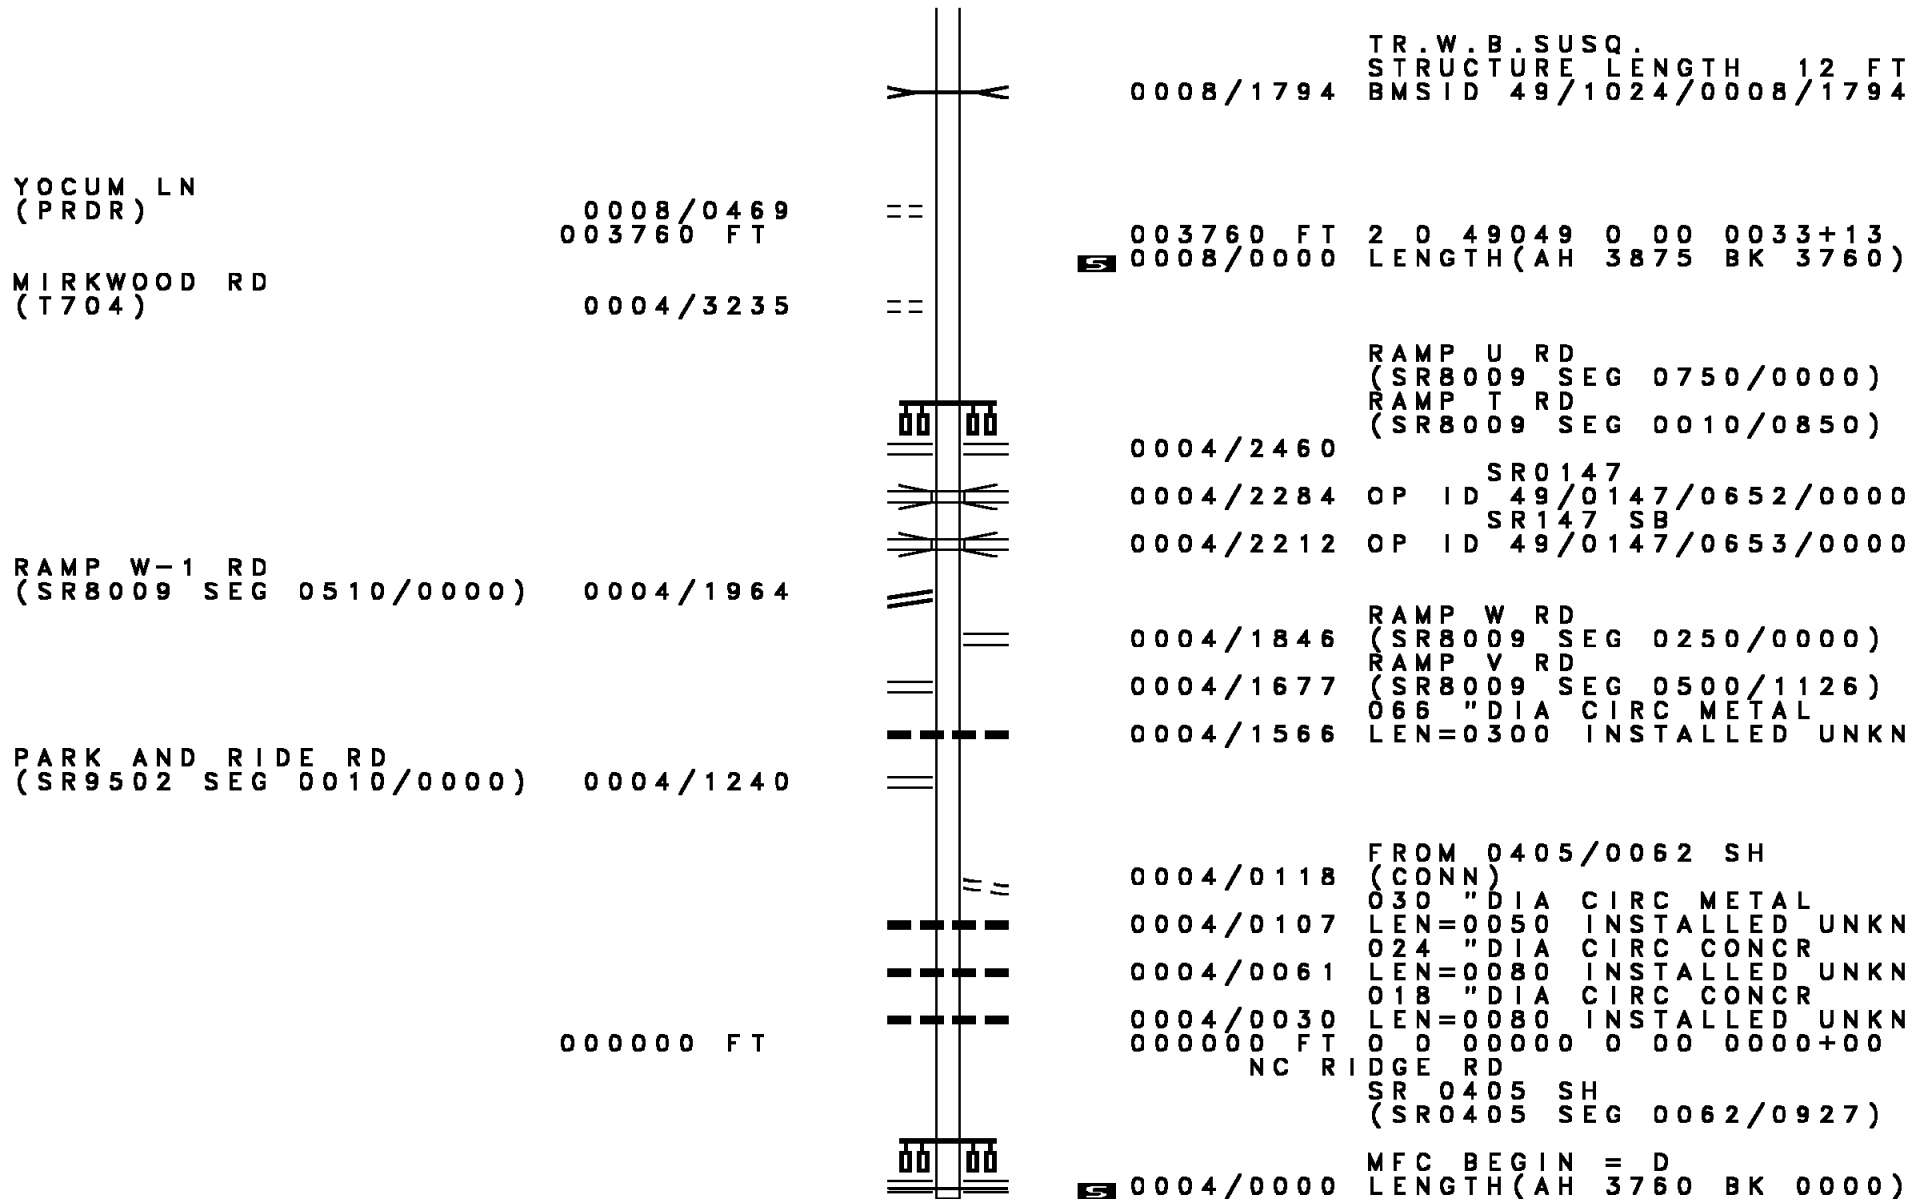 TR.W.B.SUSQ.
STRUCTURE LENGTH 12 FT
0008/1794 BMSID 49/1024/0008/1794
YOCUM LN
(PRDR) 0008/0469
003760 FT 003760 FT 2 0 49049 0 00 0033+13
S 0008/0000 LENGTH(AH 3875 BK 3760)
MIRKWOOD RD
(T704) 0004/3235
RAMP U RD
(SR8009 SEG 0750/0000)
RAMP T RD
(SR8009 SEG 0010/0850)
0004/2460
SR0147
0004/2284 OP ID 49/0147/0652/0000
SR147 SB
0004/2212 OP ID 49/0147/0653/0000
RAMP W-1 RD
(SR8009 SEG 0510/0000) 0004/1964
RAMP W RD
0004/1846 (SR8009 SEG 0250/0000)
RAMP V RD
0004/1677 (SR8009 SEG 0500/1126)
066 "DIA CIRC METAL
0004/1566 LEN=0300 INSTALLED UNKN
PARK AND RIDE RD
(SR9502 SEG 0010/0000) 0004/1240
FROM 0405/0062 SH
0004/0118 (CONN)
030 "DIA CIRC METAL
0004/0107 LEN=0050 INSTALLED UNKN
024 "DIA CIRC CONCR
0004/0061 LEN=0080 INSTALLED UNKN
018 "DIA CIRC CONCR
0004/0030 LEN=0080 INSTALLED UNKN
000000 FT 000000 FT 0 0 00000 0 00 0000+00
NC RIDGE RD
SR 0405 SH
(SR0405 SEG 0062/0927)
MFC BEGIN = D
S 0004/0000 LENGTH(AH 3760 BK 0000)